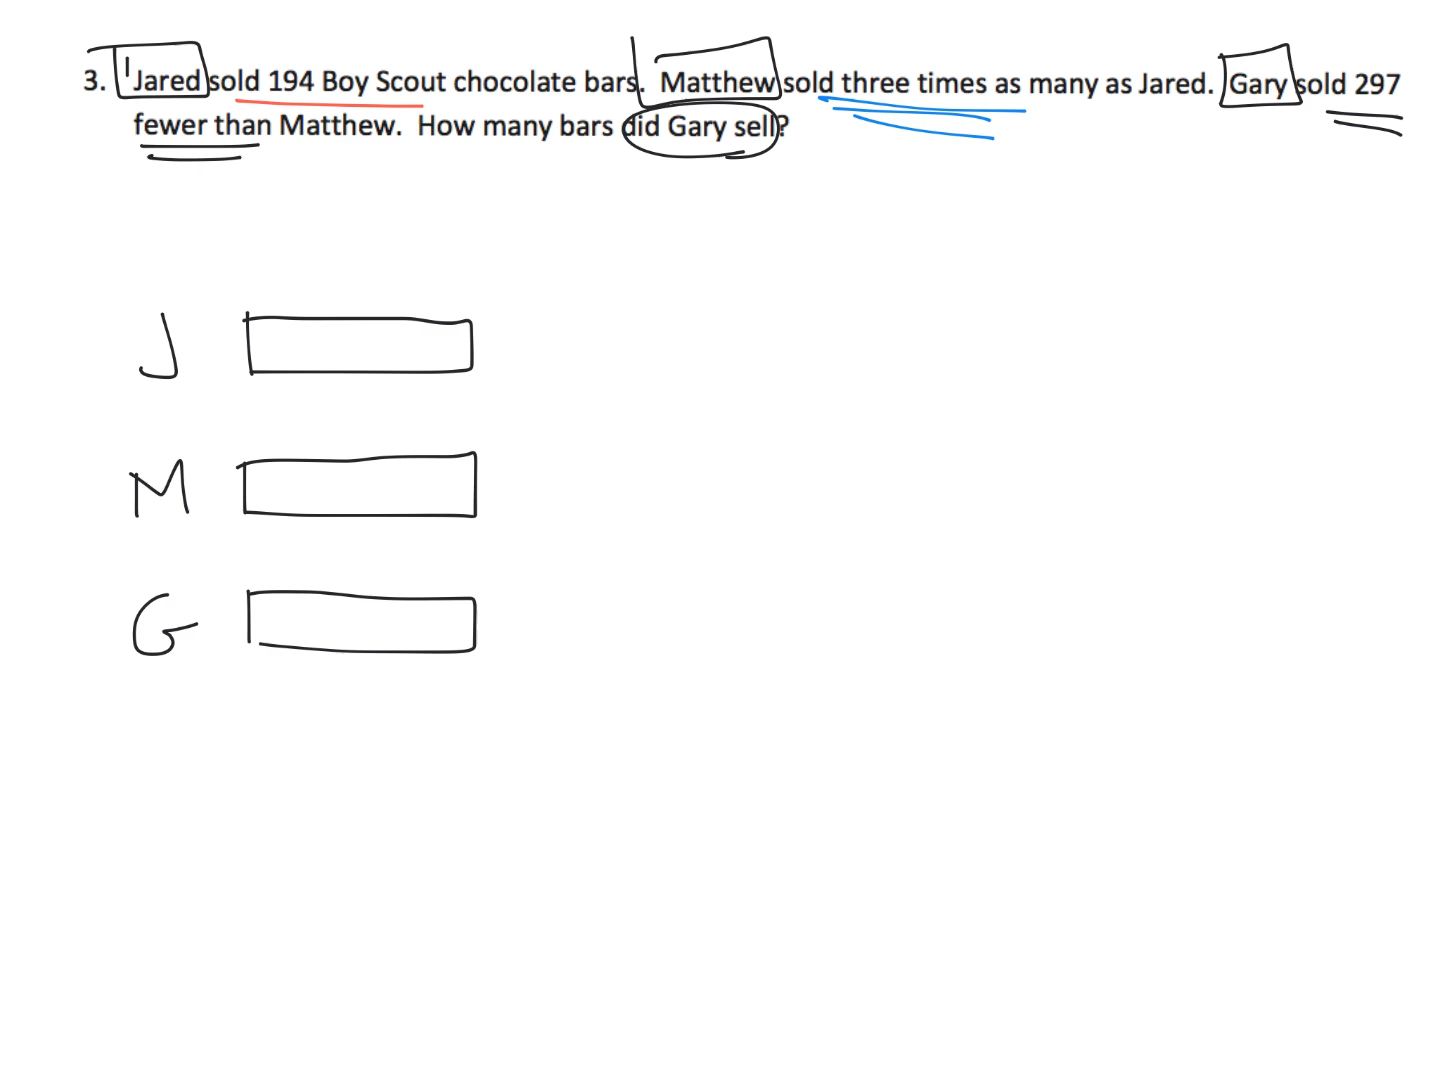 3. Jared sold 194 Boy Scout chocolate bars. Matthew sold three times as many as Jared. Gary sold 297
fewer than Matthew. How many bars did Gary sell?
J
M
G